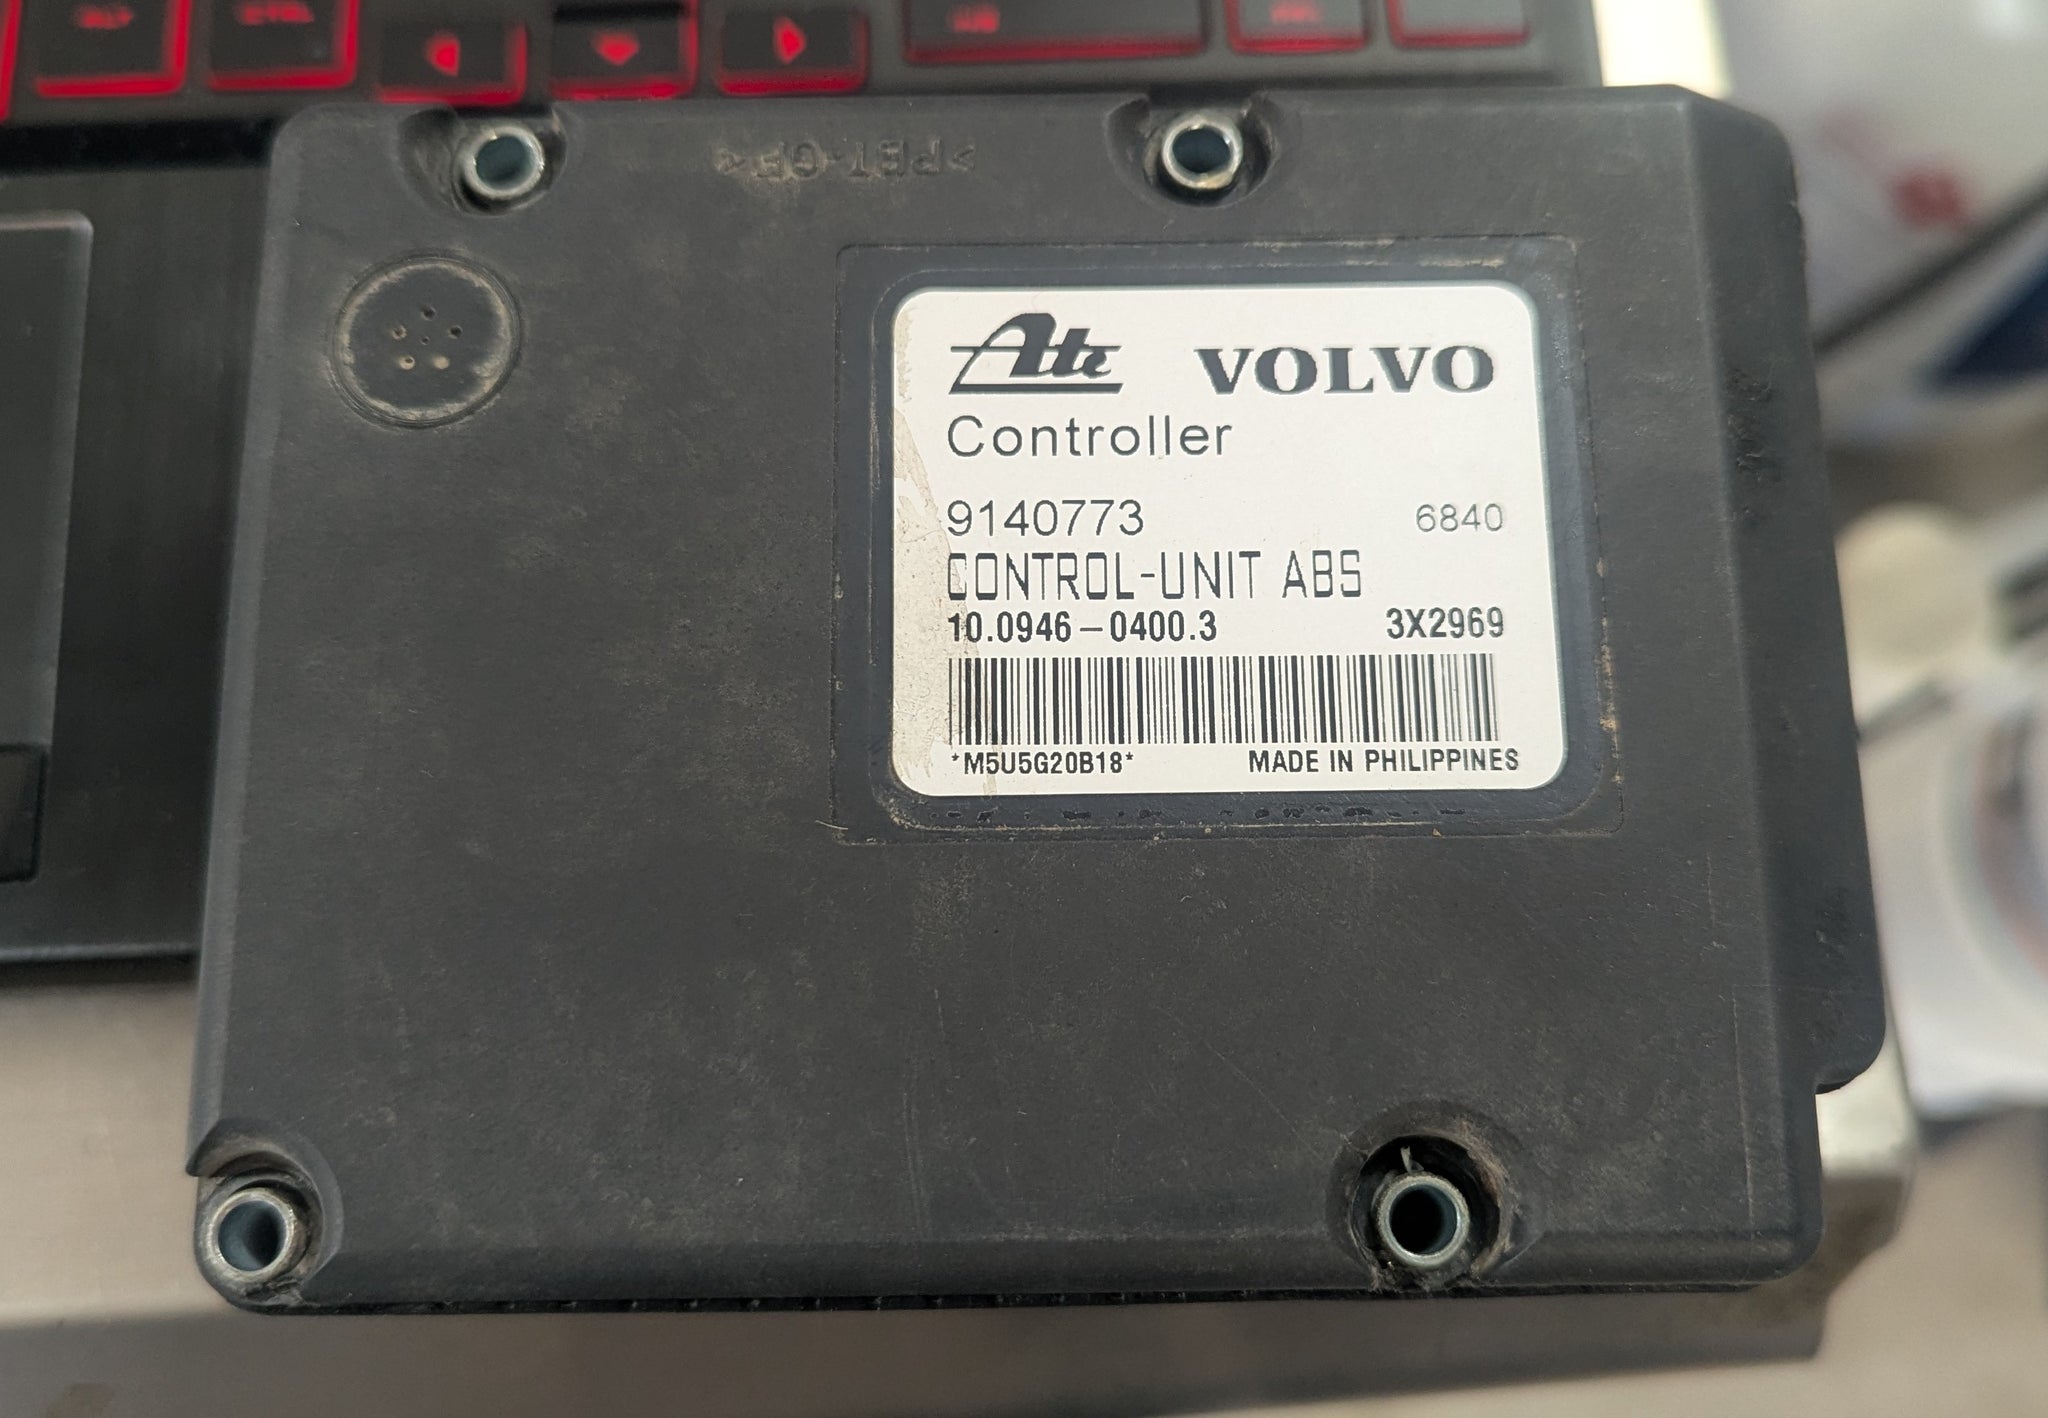 >PET-GF<
Ate VOLVO
Controller
9140773 6840
CONTROL-UNIT ABS
10.0946-0400.3 3X2969
*M5U5G20B18* MADE IN PHILIPPINES